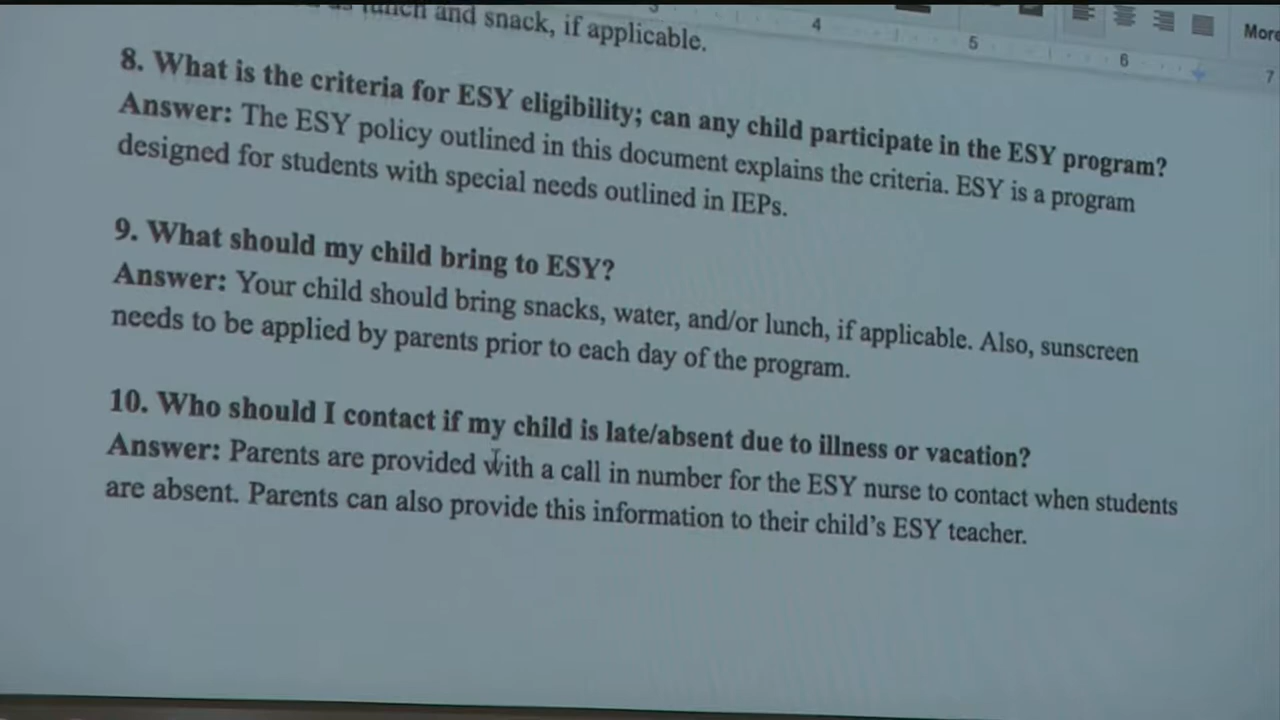 lunch and snack, if applicable.
3 4 5 6 7
More
8. What is the criteria for ESY eligibility; can any child participate in the ESY program?
Answer: The ESY policy outlined in this document explains the criteria. ESY is a program
designed for students with special needs outlined in IEPs.
9. What should my child bring to ESY?
Answer: Your child should bring snacks, water, and/or lunch, if applicable. Also, sunscreen
needs to be applied by parents prior to each day of the program.
10. Who should I contact if my child is late/absent due to illness or vacation?
Answer: Parents are provided with a call in number for the ESY nurse to contact when students
are absent. Parents can also provide this information to their child's ESY teacher.